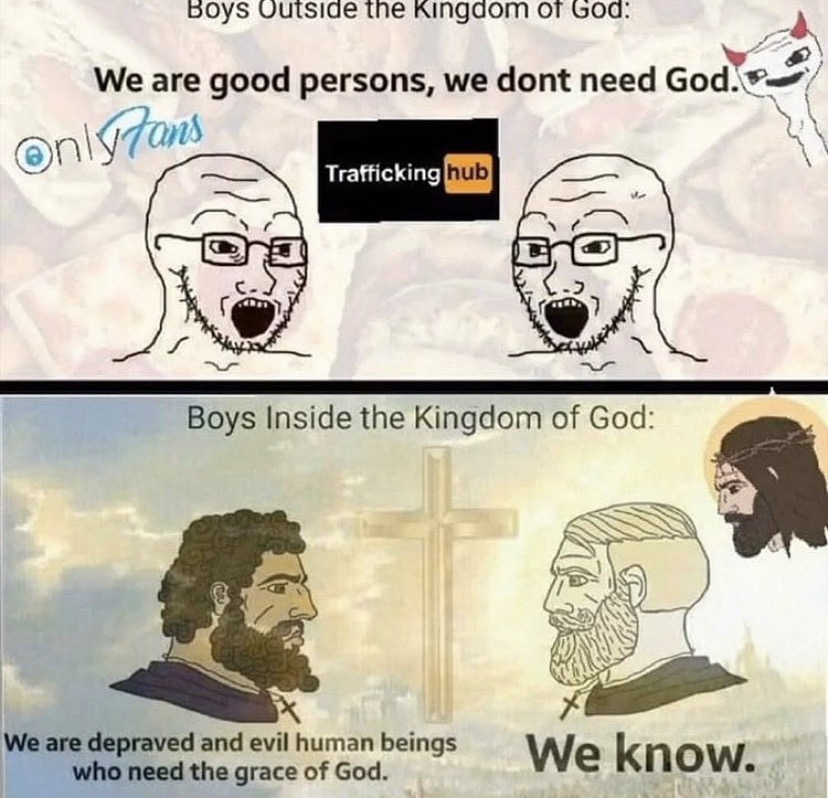 Boys Outside the Kingdom of God:
We are good persons, we dont need God.
OnlyFans
Trafficking hub
Boys Inside the Kingdom of God:
We are depraved and evil human beings
who need the grace of God.
We know.